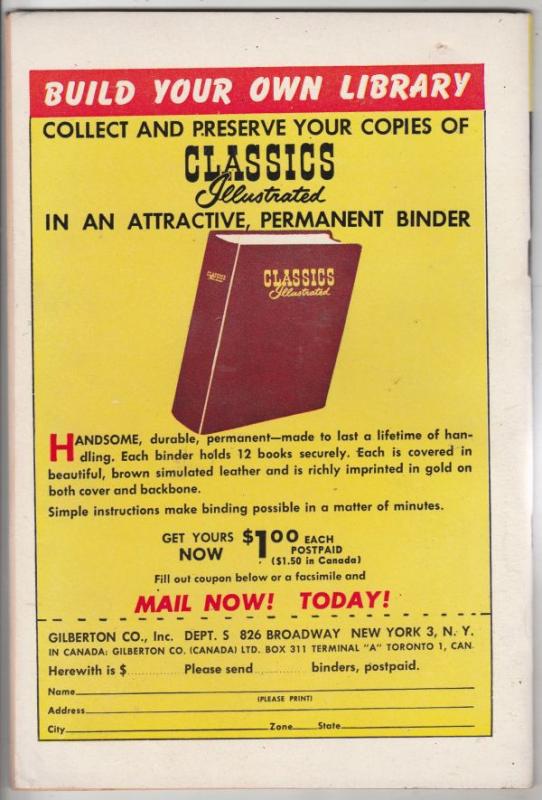 BUILD YOUR OWN LIBRARY
COLLECT AND PRESERVE YOUR COPIES OF
CLASSICS
Illustrated
IN AN ATTRACTIVE, PERMANENT BINDER
CLASSICS
Illustrated
CLASSICS
Illustrated
HANDSOME, durable, permanent—made to last a lifetime of han-
dling. Each binder holds 12 books securely. Each is covered in
beautiful, brown simulated leather and is richly imprinted in gold on
both cover and backbone.
Simple instructions make binding possible in a matter of minutes.
GET YOURS NOW $1.00 EACH POSTPAID
($1.50 in Canada)
Fill out coupon below or a facsimile and
MAIL NOW! TODAY!
GILBERTON CO., Inc. DEPT. S 826 BROADWAY NEW YORK 3, N. Y.
IN CANADA: GILBERTON CO. (CANADA) LTD. BOX 311 TERMINAL "A" TORONTO 1, CAN.
Herewith is $ Please send binders, postpaid.
Name
(PLEASE PRINT)
Address
City Zone State